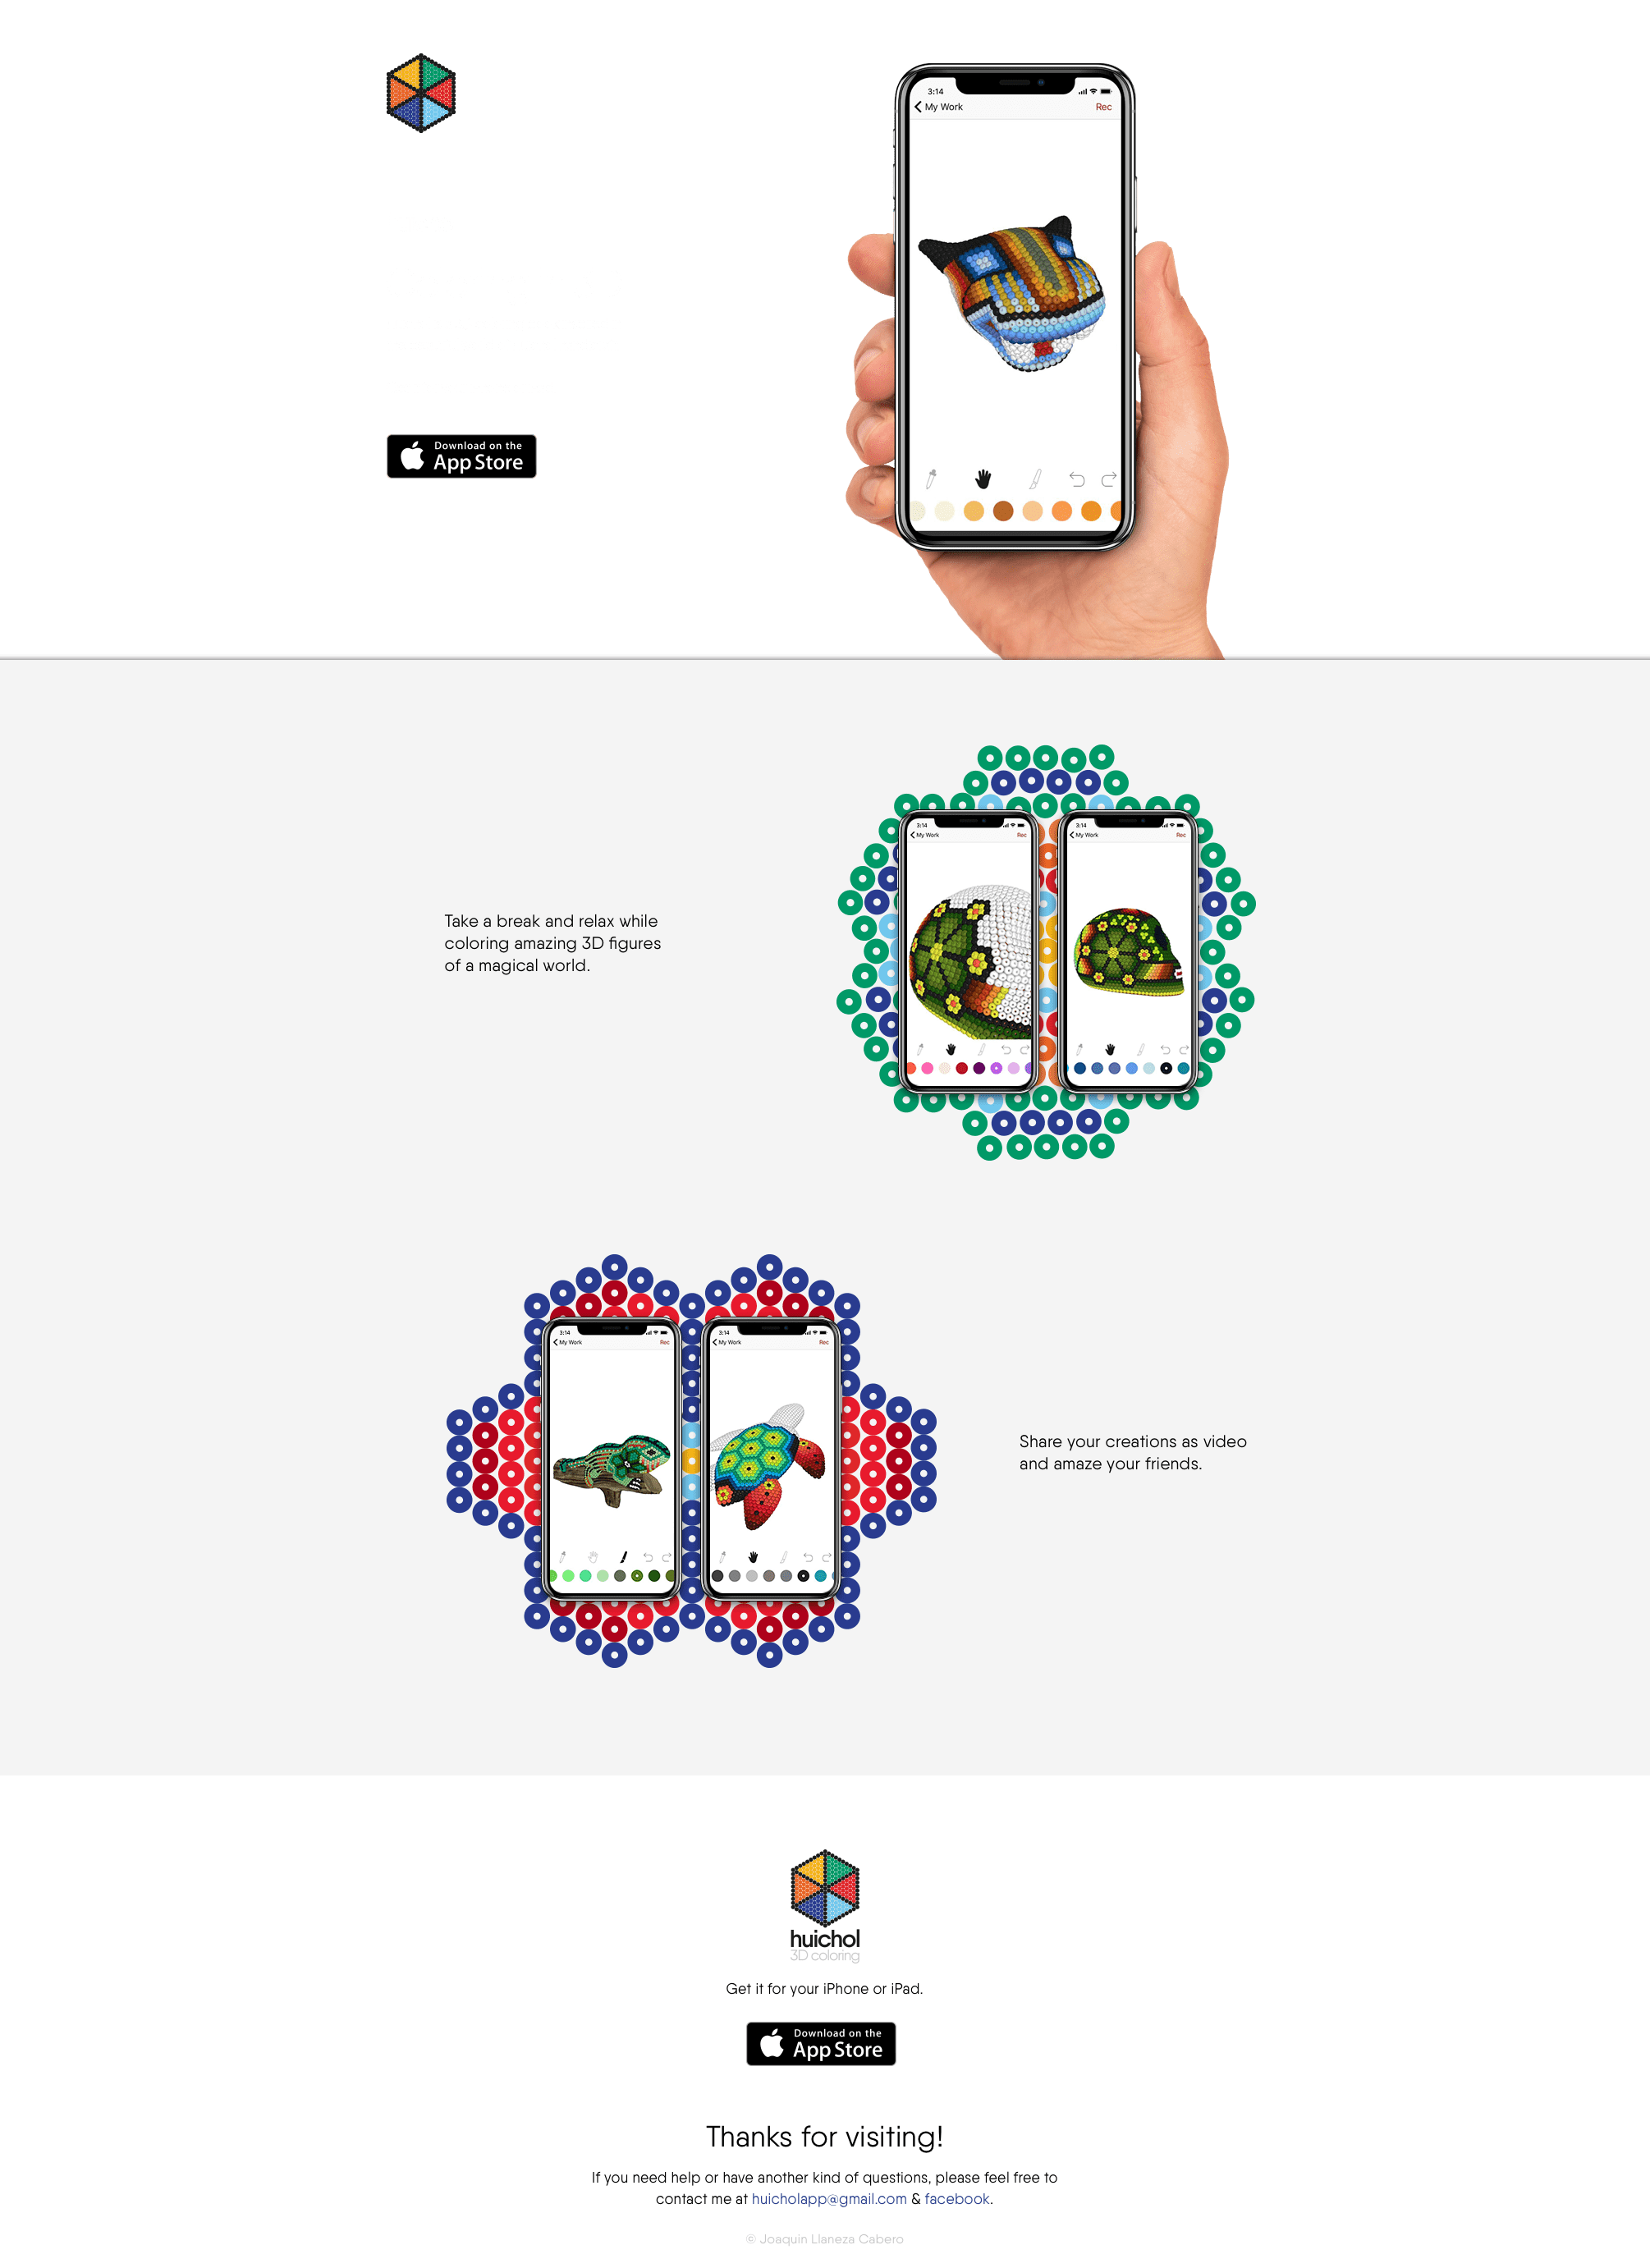 3:14
My Work
Rec
Download on the
App Store
3:14
My Work
Rec
3:14
My Work
Rec
Take a break and relax while
coloring amazing 3D figures
of a magical world.
3:14
My Work
Rec
3:14
My Work
Rec
Share your creations as video
and amaze your friends.
huichol
3D coloring
Get it for your iPhone or iPad.
Download on the
App Store
Thanks for visiting!
If you need help or have another kind of questions, please feel free to
contact me at huicholapp@gmail.com & facebook.
© Joaquin Llaneza Cabero